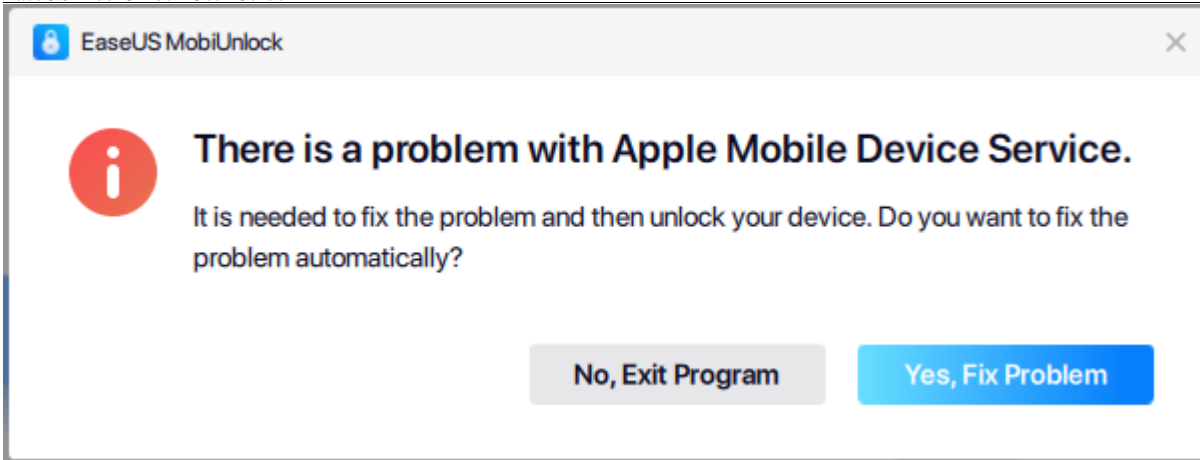 EaseUS MobiUnlock
There is a problem with Apple Mobile Device Service.
It is needed to fix the problem and then unlock your device. Do you want to fix the
problem automatically?
No, Exit Program
Yes, Fix Problem